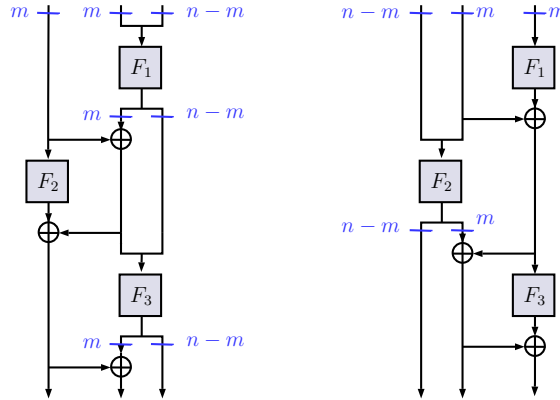 m m n − m n − m m m
F₁ F₁
m n − m
F₂ F₂
n − m m
F₃ F₃
m n − m